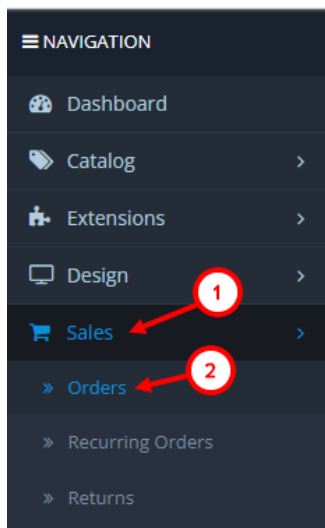 NAVIGATION
Dashboard
Catalog
Extensions
Design
1
Sales
2
Orders
Recurring Orders
Returns